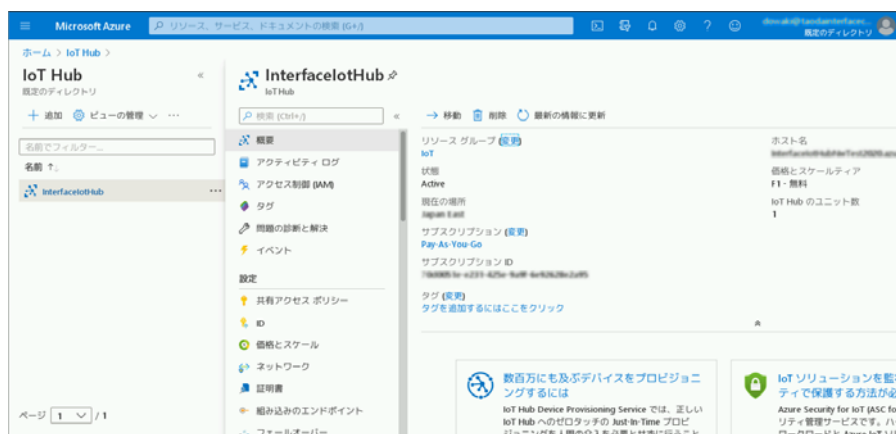 Microsoft Azure
リソース、サービス、ドキュメントの検索 (G+/)
既定のディレクトリ
ホーム > IoT Hub >
IoT Hub
既定のディレクトリ
追加 ビューの管理
名前でフィルター...
名前 ↑↓
InterfaceIotHub
ページ 1 / 1
InterfaceIotHub
IoT Hub
検索 (Ctrl+/)
概要
アクティビティ ログ
アクセス制御 (IAM)
タグ
問題の診断と解決
イベント
設定
共有アクセス ポリシー
ID
価格とスケール
ネットワーク
証明書
組み込みのエンドポイント
フェールオーバー
移動 削除 最新の情報に更新
リソース グループ (変更)
IoT
状態
Active
現在の場所
Japan East
サブスクリプション (変更)
Pay-As-You-Go
サブスクリプション ID
タグ (変更)
タグを追加するにはここをクリック
ホスト名
価格とスケールティア
F1 - 無料
IoT Hub のユニット数
1
数百万にも及ぶデバイスをプロビジョニ
ングするには
IoT Hub Device Provisioning Service では、正しい
IoT Hub へのゼロタッチの Just-In-Time プロビ
IoT ソリューションを監
ティで保護する方法が必
Azure Security for IoT (ASC fo
リティ管理サービスです。ハ